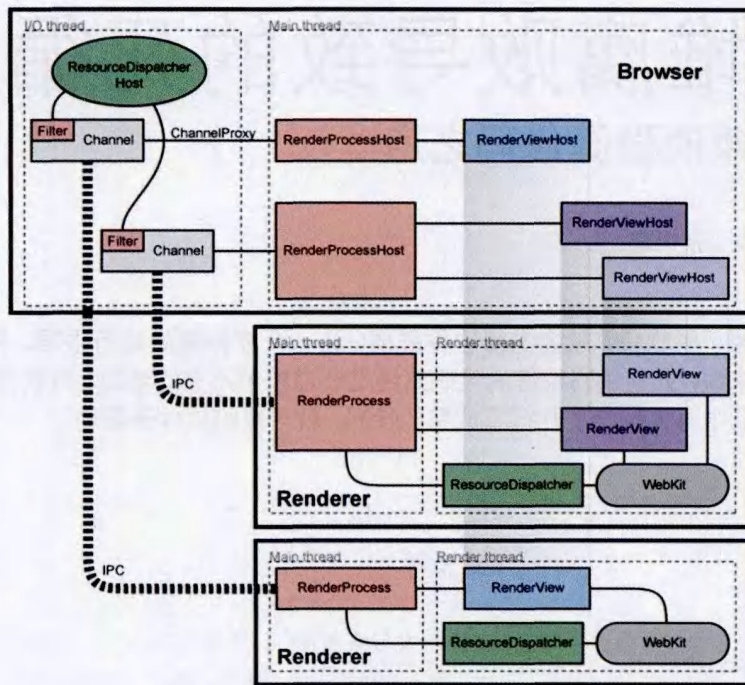 I/O thread
Main thread
ResourceDispatcher
Host
Browser
Filter
Channel
ChannelProxy
RenderProcessHost
RenderViewHost
Filter
Channel
RenderProcessHost
RenderViewHost
RenderViewHost
Main thread
Render thread
IPC
RenderProcess
RenderView
RenderView
ResourceDispatcher
WebKit
Renderer
Main thread
Render thread
IPC
RenderProcess
RenderView
ResourceDispatcher
WebKit
Renderer